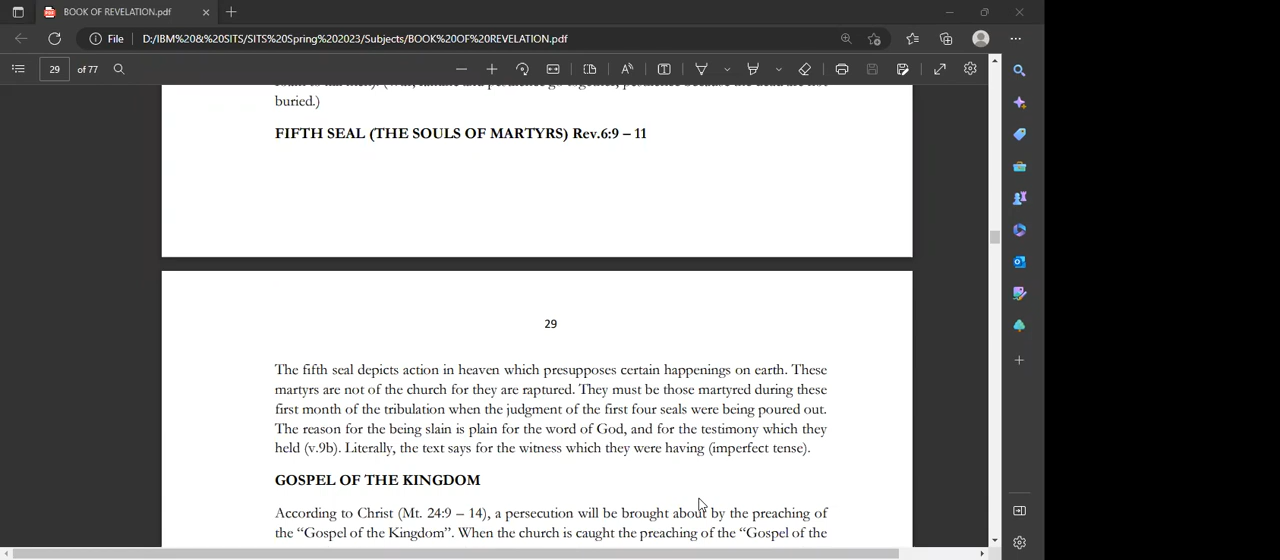 BOOK OF REVELATION.pdf
File D:/IBM%20&%20SITS/SITS%20Spring%202023/Subjects/BOOK%20OF%20REVELATION.pdf
29 of 77
buried.)
FIFTH SEAL (THE SOULS OF MARTYRS) Rev.6:9 – 11
29
The fifth seal depicts action in heaven which presupposes certain happenings on earth. These
martyrs are not of the church for they are raptured. They must be those martyred during these
first month of the tribulation when the judgment of the first four seals were being poured out.
The reason for the being slain is plain for the word of God, and for the testimony which they
held (v.9b). Literally, the text says for the witness which they were having (imperfect tense).
GOSPEL OF THE KINGDOM
According to Christ (Mt. 24:9 – 14), a persecution will be brought about by the preaching of
the “Gospel of the Kingdom”. When the church is caught the preaching of the “Gospel of the